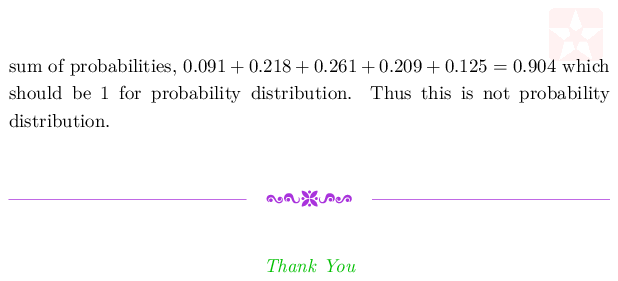 sum of probabilities, 0.091 + 0.218 + 0.261 + 0.209 + 0.125 = 0.904 which
should be 1 for probability distribution. Thus this is not probability
distribution.
Thank You